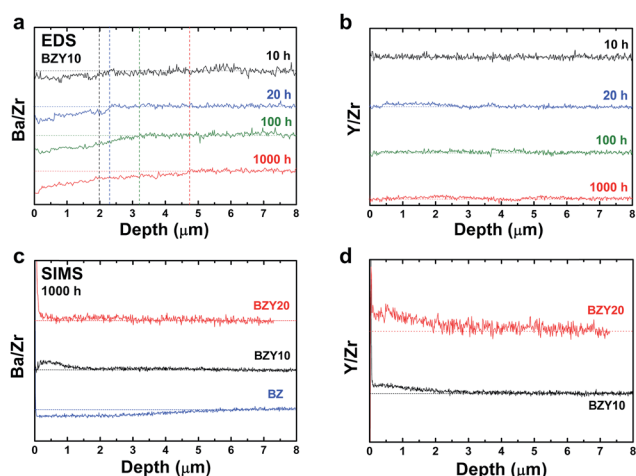 a
EDS
BZY10
10 h
20 h
100 h
1000 h
Ba/Zr
0 1 2 3 4 5 6 7 8
Depth (μm)
b
10 h
20 h
100 h
1000 h
Y/Zr
0 1 2 3 4 5 6 7 8
Depth (μm)
c
SIMS
1000 h
BZY20
BZY10
BZ
Ba/Zr
0 1 2 3 4 5 6 7 8
Depth (μm)
d
BZY20
BZY10
Y/Zr
0 1 2 3 4 5 6 7 8
Depth (μm)